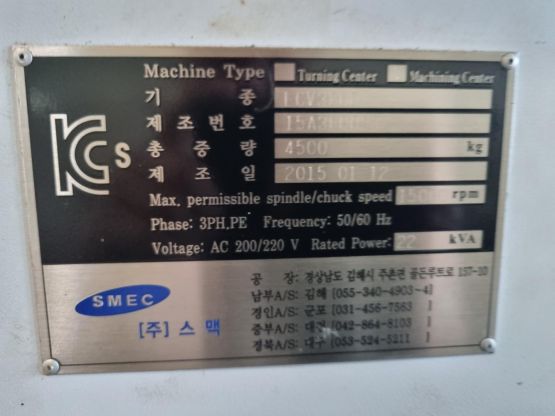 Machine Type Turning Center Machining Center
기 종
제 조 번 호
총 중 량 4500 kg
제 조 일 2015 01 12
Max. permissible spindle/chuck speed rpm
Phase: 3PH,PE Frequency: 50/60 Hz
Voltage: AC 200/220 V Rated Power: 22 kVA
KCs
SMEC
[주] 스 맥
공 장: 경상남도 김해시 주촌면 골든루트로 157-10
남부A/S: 김해 [055-340-4903~4]
경인A/S: 군포 [031-456-7563]
중부A/S: 대전 [042-864-8103]
경북A/S: 대구 [053-524-5211]